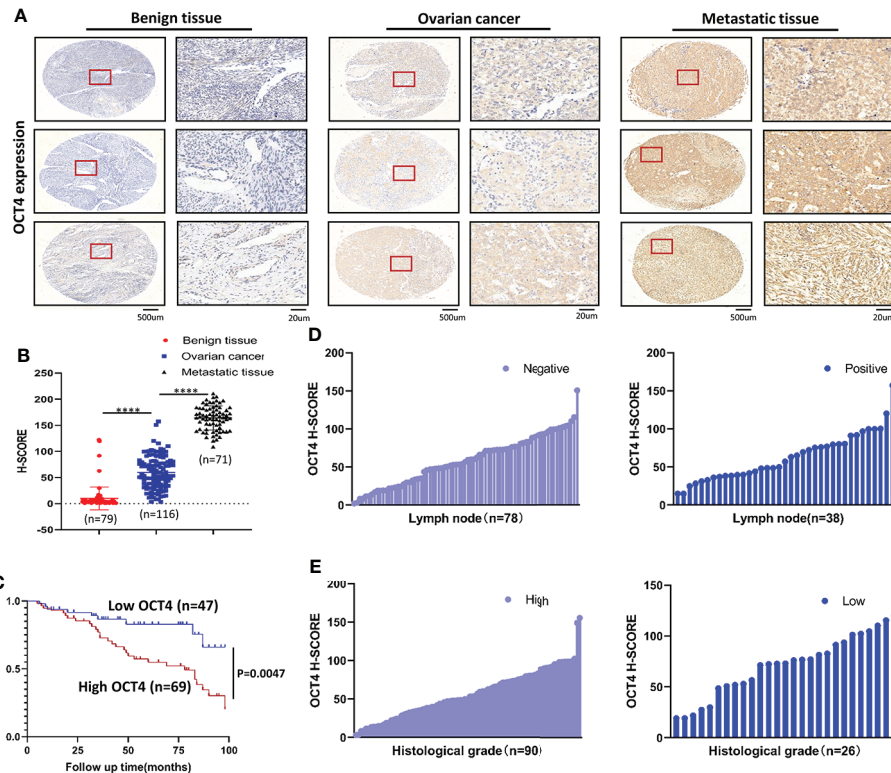 A
Benign tissue
Ovarian cancer
Metastatic tissue
OCT4 expression
500um
20um
500um
20um
500um
20um
B
Benign tissue
Ovarian cancer
Metastatic tissue
H-SCORE
250
200
150
100
50
0
-50
****
****
(n=79)
(n=116)
(n=71)
D
OCT4 H-SCORE
200
150
100
50
0
Negative
Lymph node(n=78)
OCT4 H-SCORE
200
150
100
50
0
Positive
Lymph node(n=38)
C
1.0
0.5
0.0
Low OCT4 (n=47)
High OCT4 (n=69)
P=0.0047
0
25
50
75
100
Follow up time(months)
E
OCT4 H-SCORE
200
150
100
50
0
High
Histological grade (n=90)
OCT4 H-SCORE
150
100
50
0
Low
Histological grade(n=26)